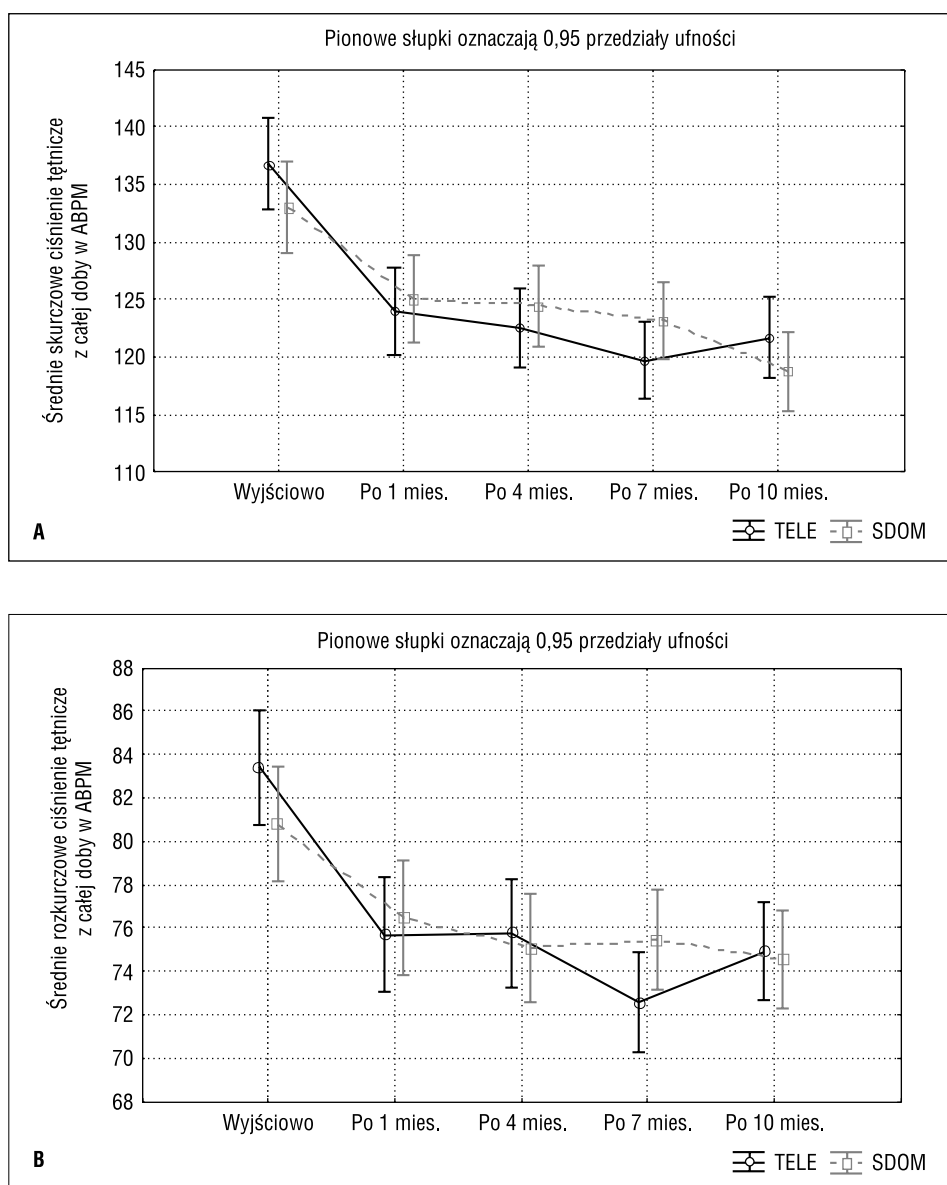 Pionowe słupki oznaczają 0,95 przedziały ufności
Średnie skurczowe ciśnienie tętnicze
z całej doby w ABPM
145
140
135
130
125
120
115
110
Wyjściowo Po 1 mies. Po 4 mies. Po 7 mies. Po 10 mies.
A
TELE SDOM
Pionowe słupki oznaczają 0,95 przedziały ufności
Średnie rozkurczowe ciśnienie tętnicze
z całej doby w ABPM
88
86
84
82
80
78
76
74
72
70
68
Wyjściowo Po 1 mies. Po 4 mies. Po 7 mies. Po 10 mies.
B
TELE SDOM